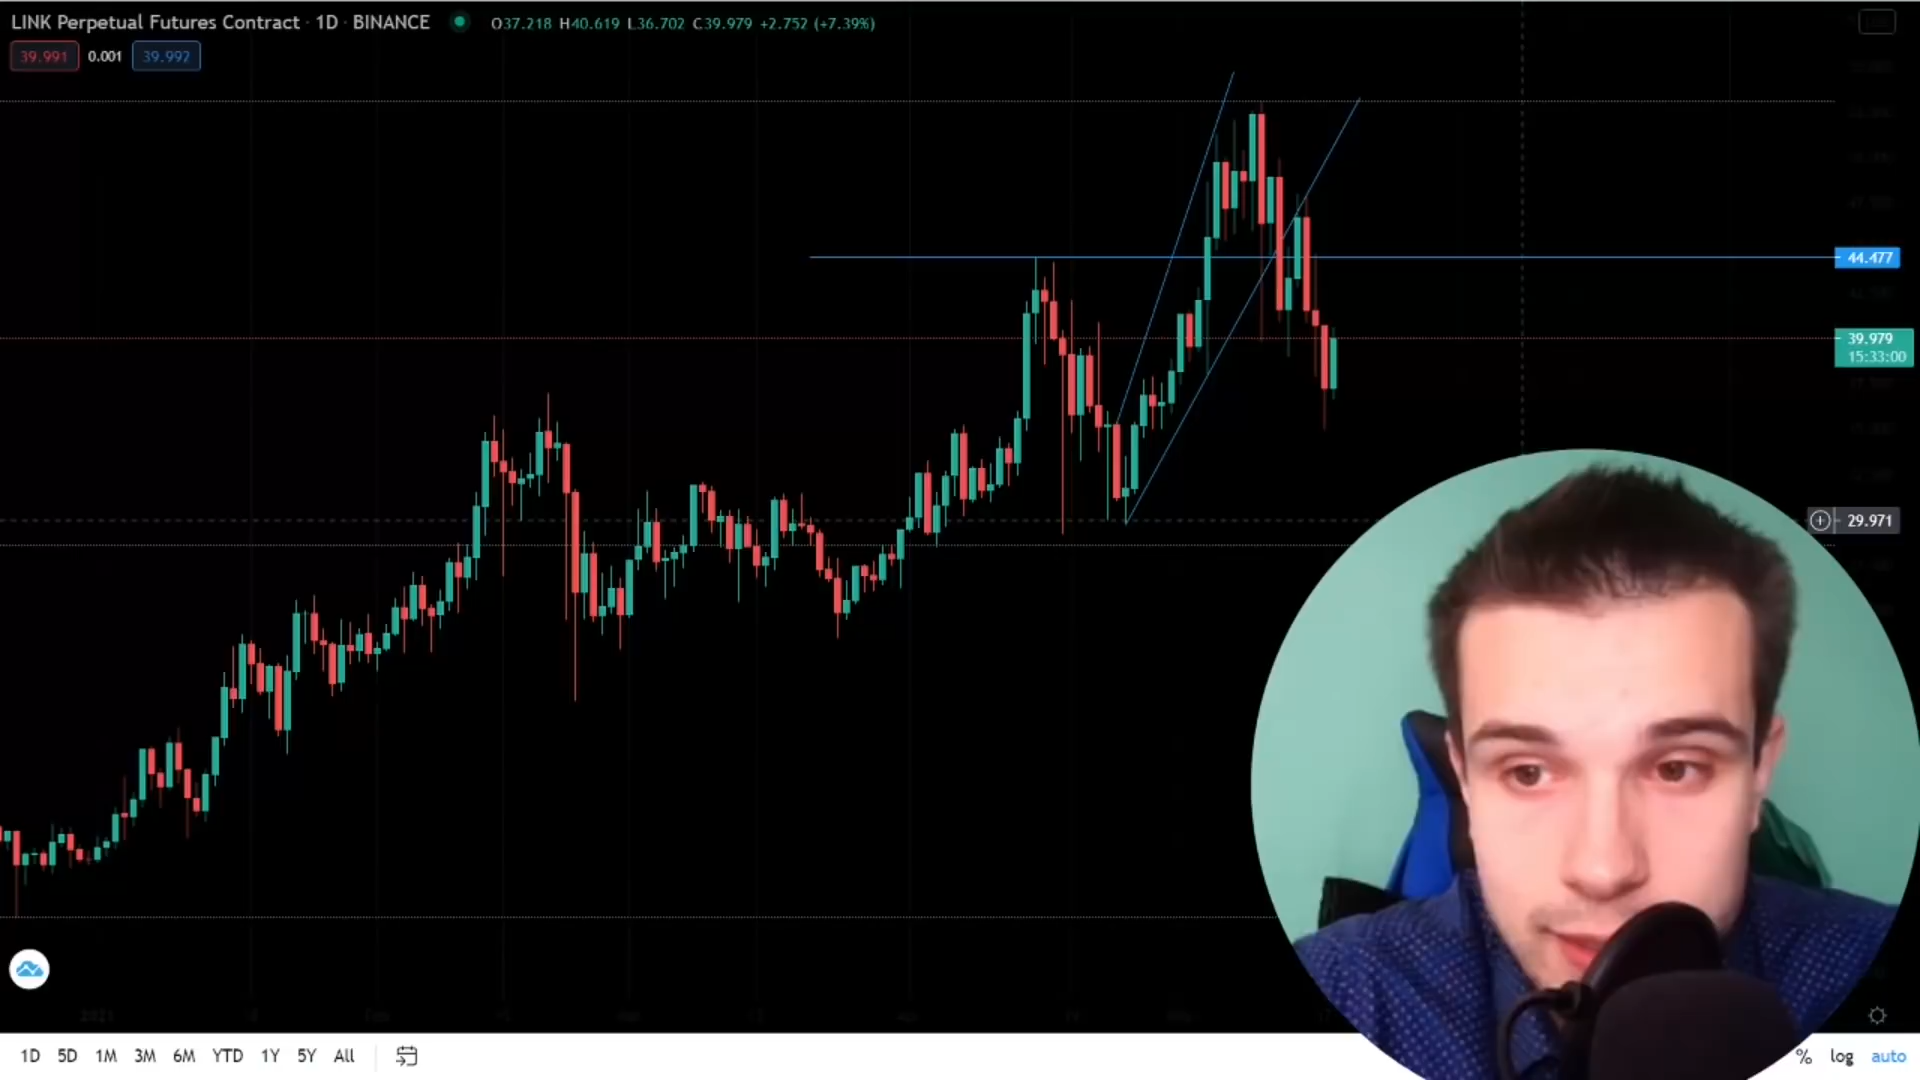 LINK Perpetual Futures Contract · 1D · BINANCE O37.218 H40.619 L36.702 C39.979 +2.752 (+7.39%)
39.991 0.001 39.992
44.477
39.979
15:33:00
29.971
2021
1D 5D 1M 3M 6M YTD 1Y 5Y All % log auto